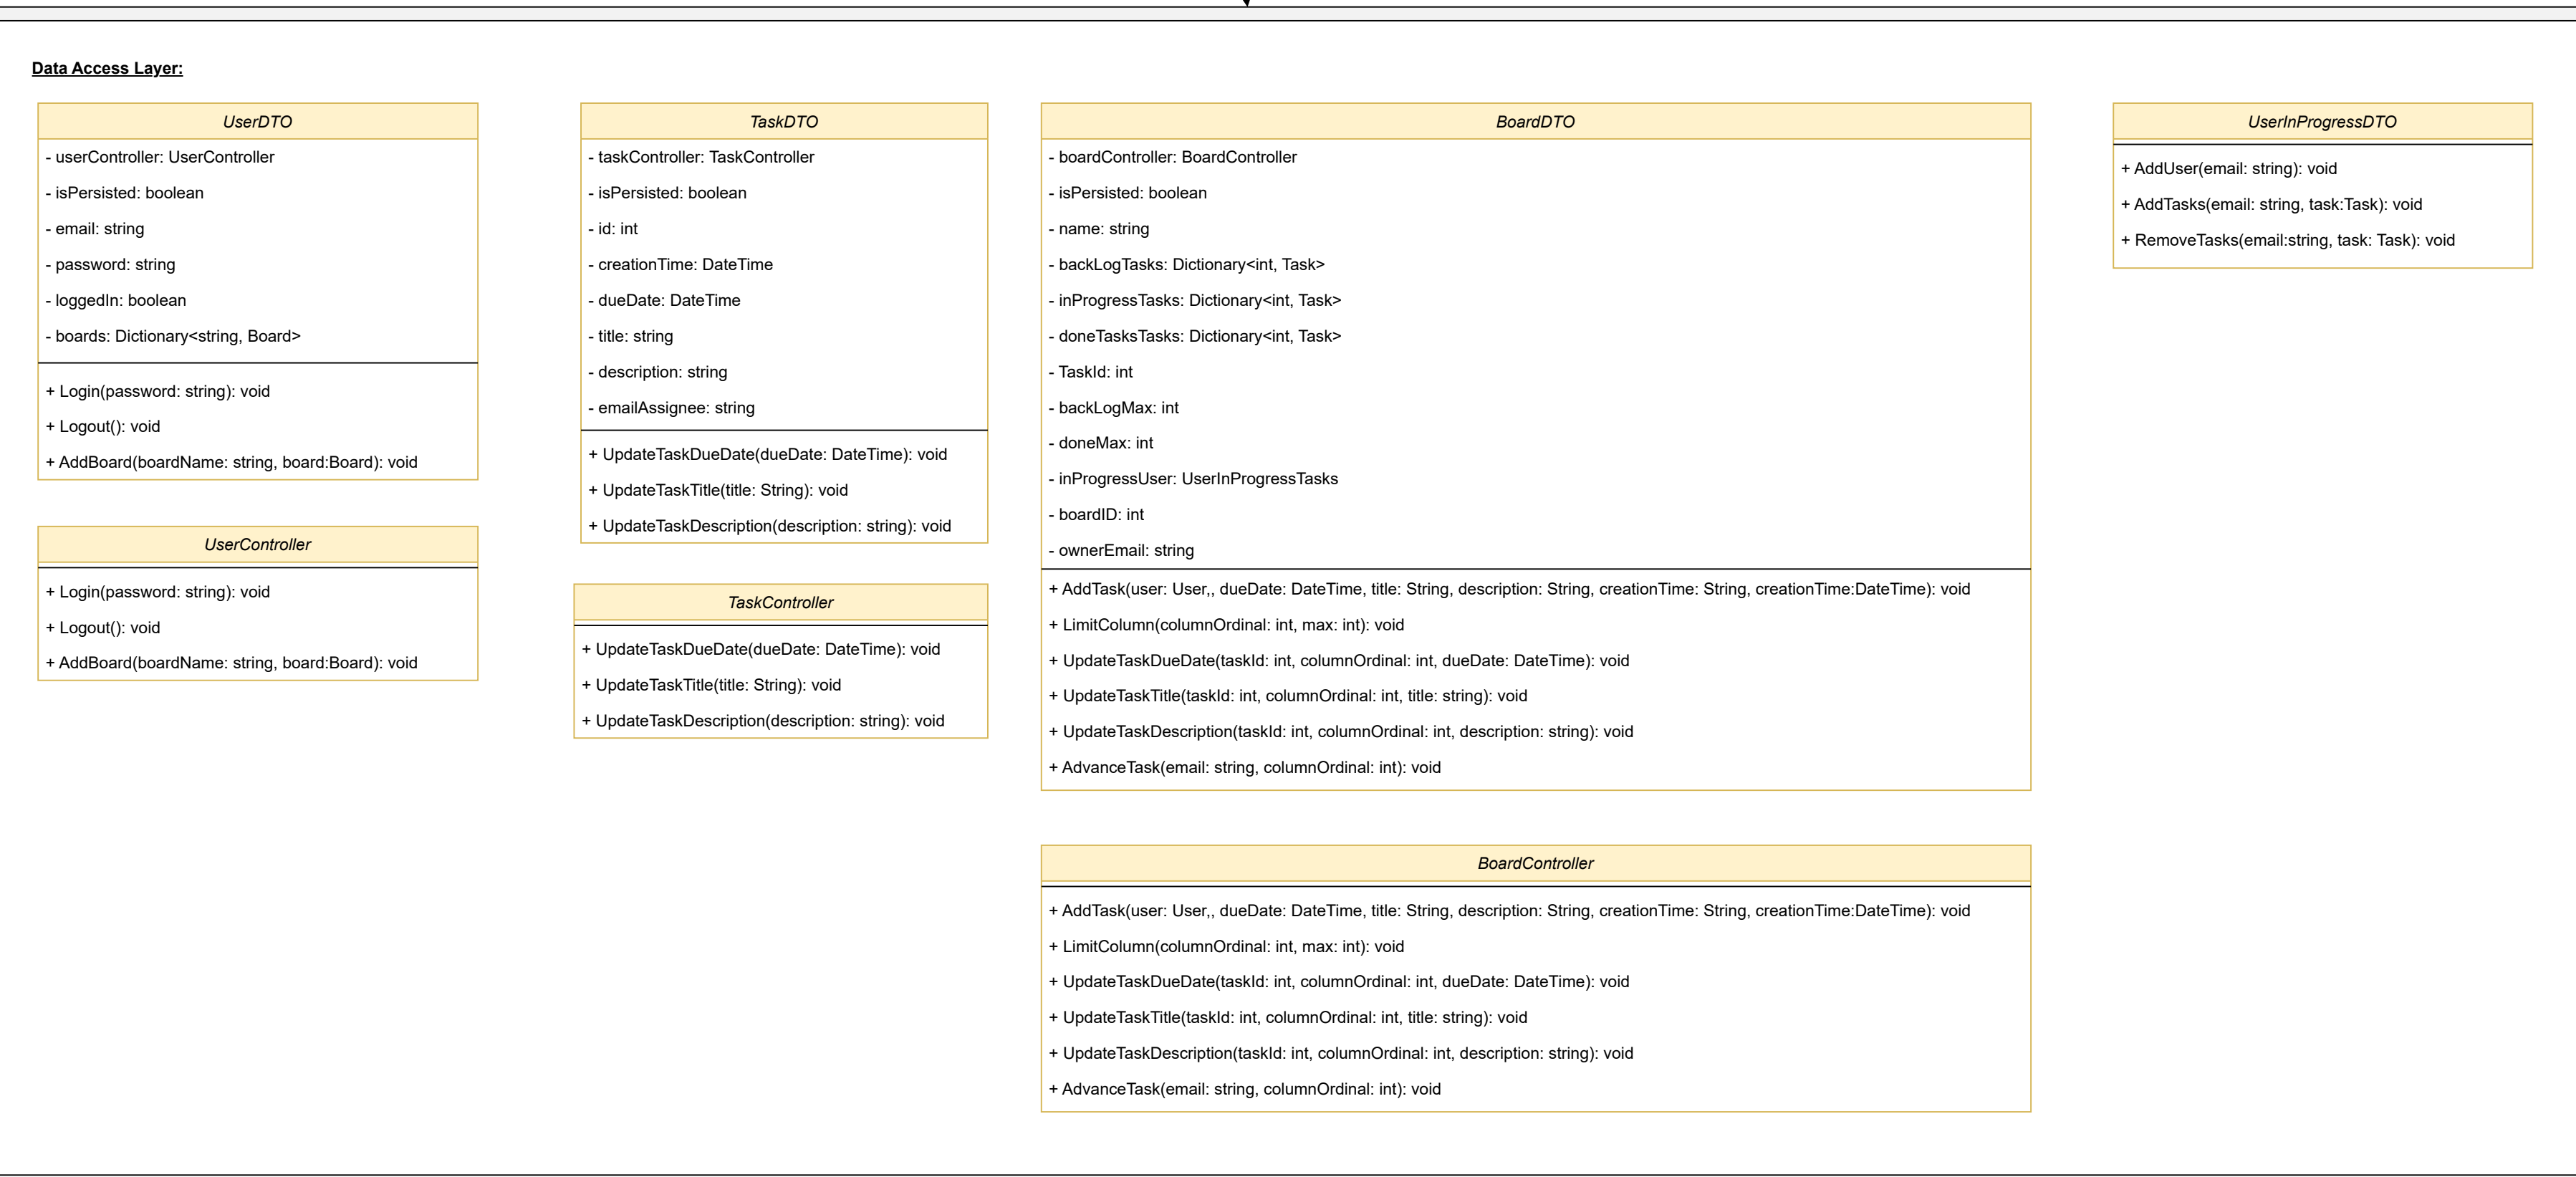 Data Access Layer:
UserDTO
- userController: UserController
- isPersisted: boolean
- email: string
- password: string
- loggedIn: boolean
- boards: Dictionary<string, Board>
+ Login(password: string): void
+ Logout(): void
+ AddBoard(boardName: string, board:Board): void
UserController
+ Login(password: string): void
+ Logout(): void
+ AddBoard(boardName: string, board:Board): void
TaskDTO
- taskController: TaskController
- isPersisted: boolean
- id: int
- creationTime: DateTime
- dueDate: DateTime
- title: string
- description: string
- emailAssignee: string
+ UpdateTaskDueDate(dueDate: DateTime): void
+ UpdateTaskTitle(title: String): void
+ UpdateTaskDescription(description: string): void
TaskController
+ UpdateTaskDueDate(dueDate: DateTime): void
+ UpdateTaskTitle(title: String): void
+ UpdateTaskDescription(description: string): void
BoardDTO
- boardController: BoardController
- isPersisted: boolean
- name: string
- backLogTasks: Dictionary<int, Task>
- inProgressTasks: Dictionary<int, Task>
- doneTasksTasks: Dictionary<int, Task>
- TaskId: int
- backLogMax: int
- doneMax: int
- inProgressUser: UserInProgressTasks
- boardID: int
- ownerEmail: string
+ AddTask(user: User,, dueDate: DateTime, title: String, description: String, creationTime: String, creationTime:DateTime): void
+ LimitColumn(columnOrdinal: int, max: int): void
+ UpdateTaskDueDate(taskId: int, columnOrdinal: int, dueDate: DateTime): void
+ UpdateTaskTitle(taskId: int, columnOrdinal: int, title: string): void
+ UpdateTaskDescription(taskId: int, columnOrdinal: int, description: string): void
+ AdvanceTask(email: string, columnOrdinal: int): void
BoardController
+ AddTask(user: User,, dueDate: DateTime, title: String, description: String, creationTime: String, creationTime:DateTime): void
+ LimitColumn(columnOrdinal: int, max: int): void
+ UpdateTaskDueDate(taskId: int, columnOrdinal: int, dueDate: DateTime): void
+ UpdateTaskTitle(taskId: int, columnOrdinal: int, title: string): void
+ UpdateTaskDescription(taskId: int, columnOrdinal: int, description: string): void
+ AdvanceTask(email: string, columnOrdinal: int): void
UserInProgressDTO
+ AddUser(email: string): void
+ AddTasks(email: string, task:Task): void
+ RemoveTasks(email:string, task: Task): void